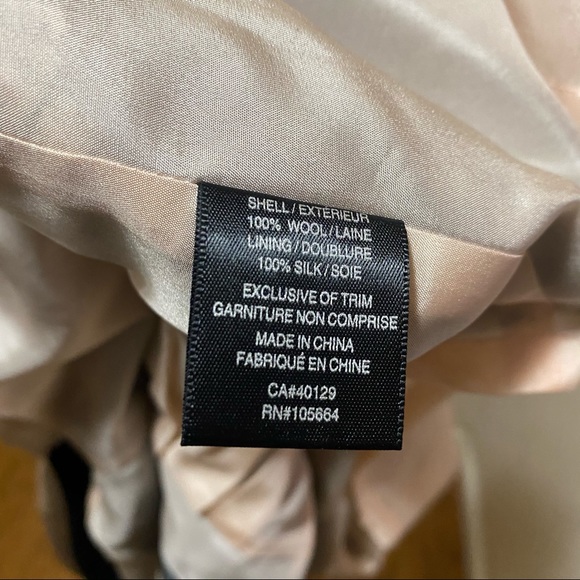 SHELL/EXTERIEUR
100% WOOL/LAINE
LINING/DOUBLURE
100% SILK/SOIE
EXCLUSIVE OF TRIM
GARNITURE NON COMPRISE
MADE IN CHINA
FABRIQUÉ EN CHINE
CA#40129
RN#105664